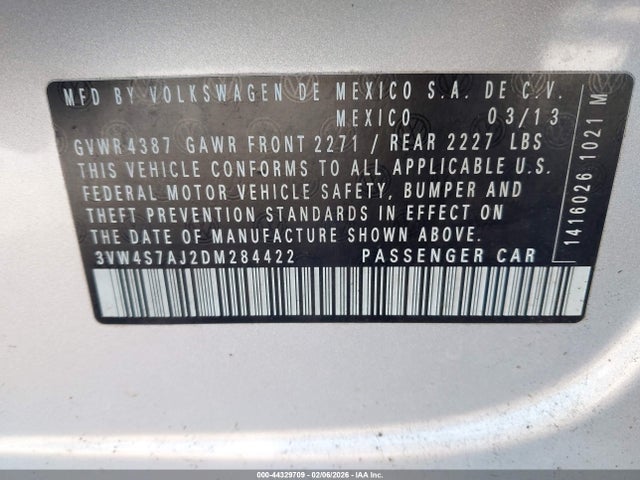 MFD BY VOLKSWAGEN DE MEXICO S.A. DE C.V.
MEXICO 03/13
GVWR 4387 GAWR FRONT 2271 / REAR 2227 LBS
THIS VEHICLE CONFORMS TO ALL APPLICABLE U.S.
FEDERAL MOTOR VEHICLE SAFETY, BUMPER AND
THEFT PREVENTION STANDARDS IN EFFECT ON
THE DATE OF MANUFACTURE SHOWN ABOVE.
3VW4S7AJ2DM284422 PASSENGER CAR
1416026 1021 M
000-44329709 - 02/06/2026 - IAA Inc.